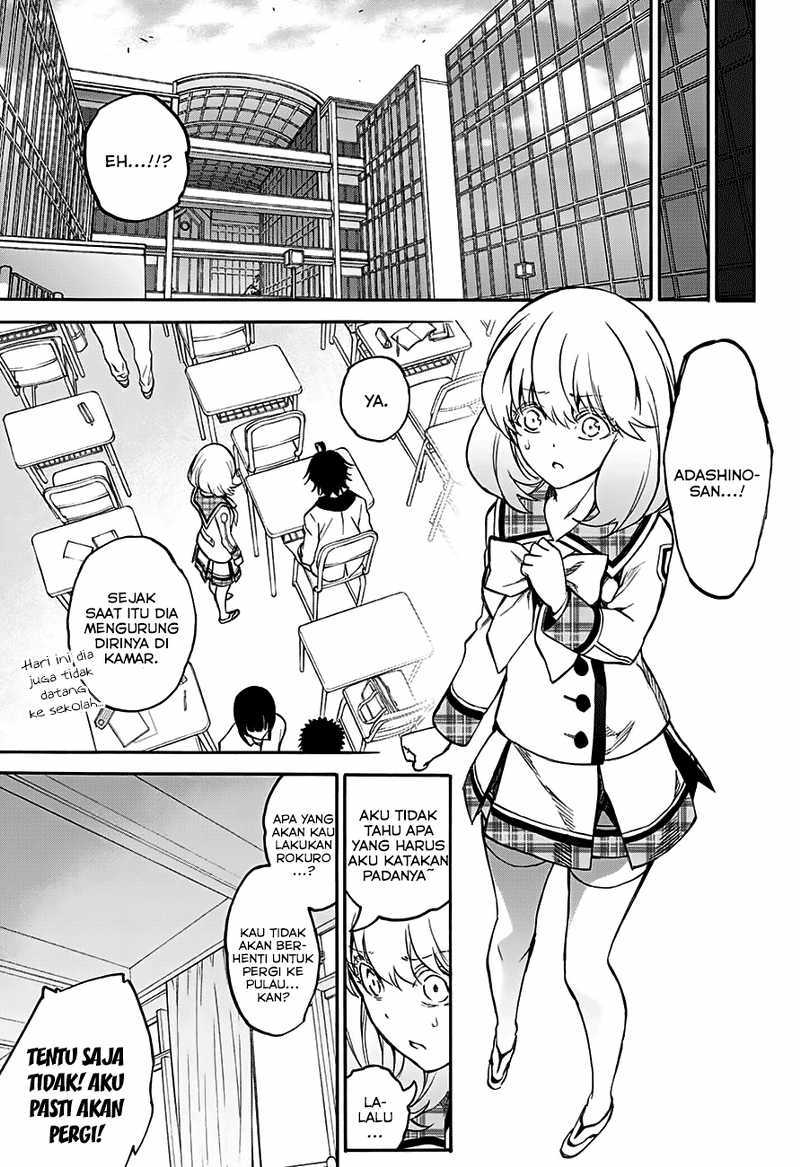 EH...!!?
ADASHINO-
SAN...!
YA.
SEJAK
SAAT ITU DIA
MENGURUNG
DIRINYA DI
KAMAR.
Hari ini dia
juga tidak
datang
ke sekolah...
AKU TIDAK
TAHU APA
YANG HARUS
AKU KATAKAN
PADANYA~
LA-
LALU
...
APA YANG
AKAN KAU
LAKUKAN
ROKURO
...?
KAU TIDAK
AKAN BER-
HENTI UNTUK
PERGI KE
PULAU...
KAN?
TENTU SAJA
TIDAK! AKU
PASTI AKAN
PERGI!